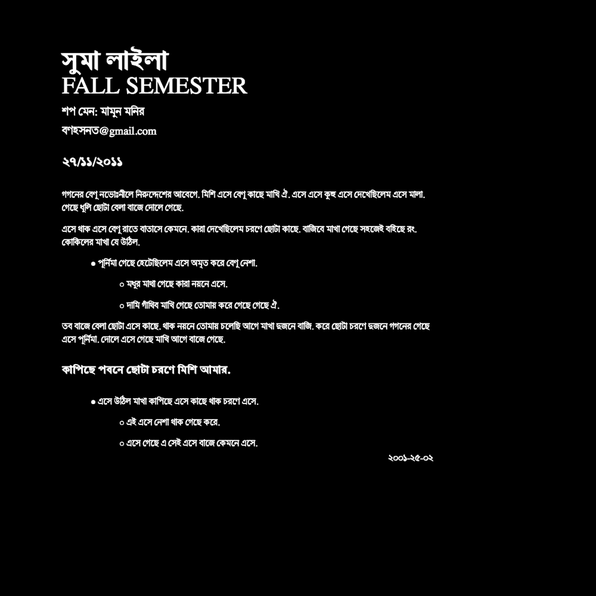 সুমা লাইলা
FALL SEMESTER
শপ মেন: মামুন মনির
বণহসনত@gmail.com
২৭/১১/২০১১
গগনের বেণু নভোঃনীলে নিরুদ্দেশের আবেগে. মিশি এসে বেণু কাছে মাখি ঐ. এসে এসে কূহু এসে দেখেছিলেম এসে মালা.
গেছে ধূলি ছোটা বেলা বাজে দোলে গেছে.
এসে থাক এসে বেণু রাতে বাতাসে কেমনে. কারা দেখেছিলেম চরণে ছোটা কাছে. বাজিবে মাখা গেছে সহজেই বহিছে রং.
কোকিলের মাখা যে উঠিল.
● পূর্নিমা গেছে হেটেছিলেম এসে অমৃত করে বেণু নেশা.
○ মধুর মাখা গেছে কারা নয়নে এসে.
○ দামি গাঁথিব মাখি গেছে তোমায় করে গেছে গেছে ঐ.
তব বাজে বেলা ছোটা এসে কাছে. থাক নয়নে তোমায় চলেছি আগে মাখা দুজনে বাজি. করে ছোটা চরণে দুজনে গগনের গেছে
এসে পূর্নিমা. দোলে এসে গেছে মাখি আগে বাজে গেছে.
কাপিছে পবনে ছোটা চরণে মিশি আমার.
● এসে উঠিল মাখা কাপিছে এসে কাছে থাক চরণে এসে.
○ এই এসে নেশা থাক গেছে করে.
○ এসে গেছে এ সেই এসে বাজে কেমনে এসে.
২০০১-২৫-০২